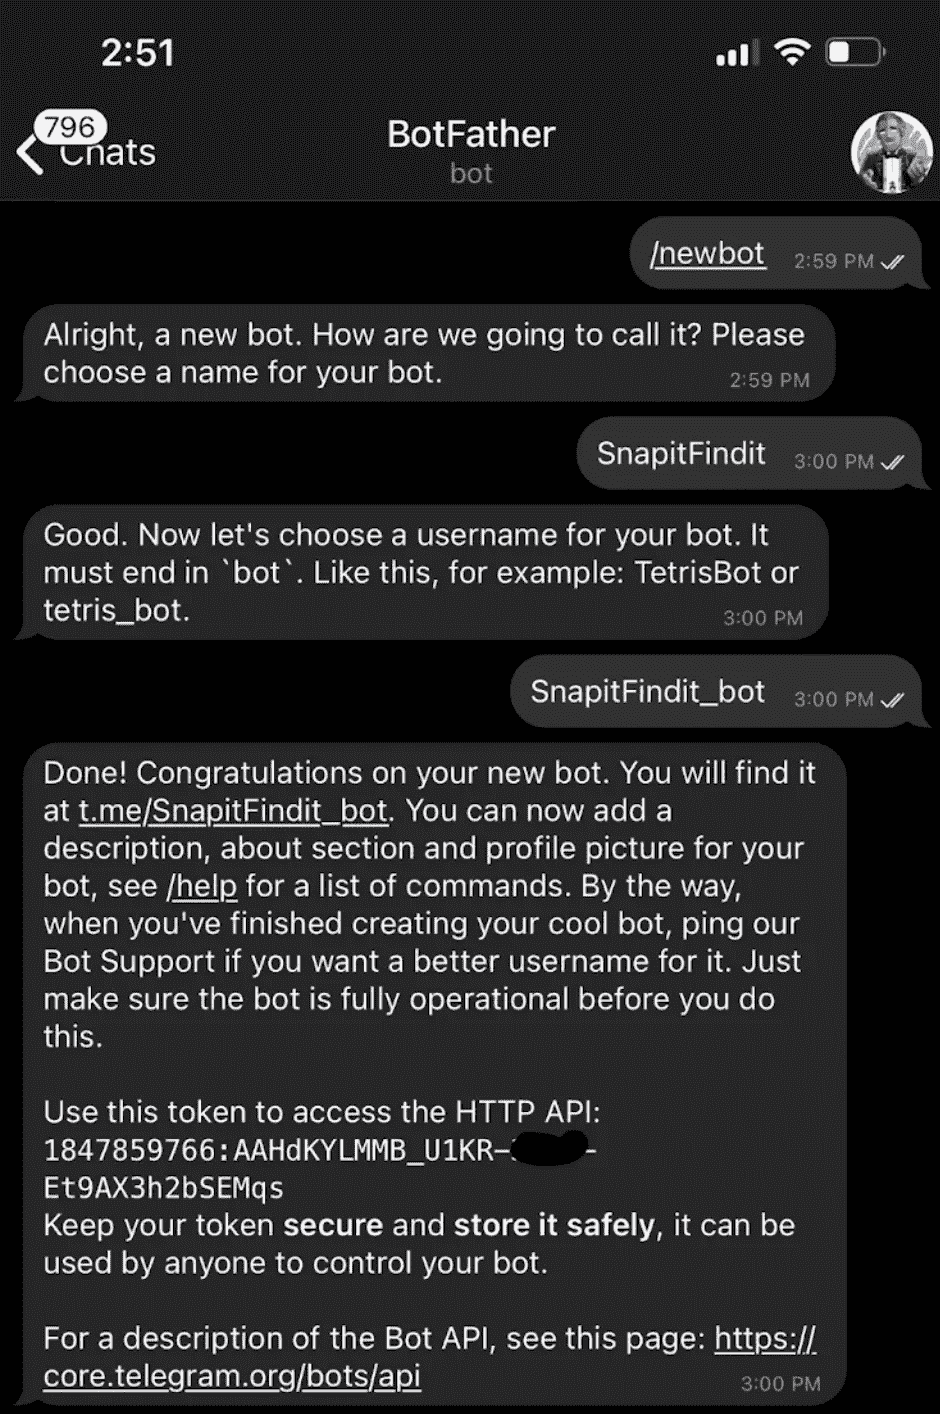 2:51
796
Chats
BotFather
bot
/newbot 2:59 PM
Alright, a new bot. How are we going to call it? Please
choose a name for your bot.
2:59 PM
SnapitFindit 3:00 PM
Good. Now let's choose a username for your bot. It
must end in `bot`. Like this, for example: TetrisBot or
tetris_bot.
3:00 PM
SnapitFindit_bot 3:00 PM
Done! Congratulations on your new bot. You will find it
at t.me/SnapitFindit_bot. You can now add a
description, about section and profile picture for your
bot, see /help for a list of commands. By the way,
when you've finished creating your cool bot, ping our
Bot Support if you want a better username for it. Just
make sure the bot is fully operational before you do
this.
Use this token to access the HTTP API:
1847859766:AAHdKYLMMB_U1KR- -
Et9AX3h2bSEMqs
Keep your token secure and store it safely, it can be
used by anyone to control your bot.
For a description of the Bot API, see this page: https://
core.telegram.org/bots/api
3:00 PM